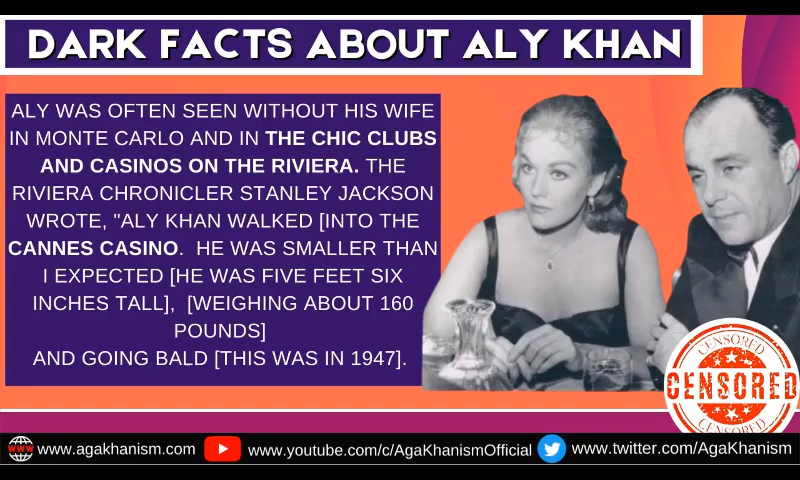 DARK FACTS ABOUT ALY KHAN
ALY WAS OFTEN SEEN WITHOUT HIS WIFE
IN MONTE CARLO AND IN THE CHIC CLUBS
AND CASINOS ON THE RIVIERA. THE
RIVIERA CHRONICLER STANLEY JACKSON
WROTE, "ALY KHAN WALKED [INTO THE
CANNES CASINO.  HE WAS SMALLER THAN
I EXPECTED [HE WAS FIVE FEET SIX
INCHES TALL],  [WEIGHING ABOUT 160
POUNDS]
AND GOING BALD [THIS WAS IN 1947].
CENSORED
CENSORED
CENSORED
www www.agakhanism.com www.youtube.com/c/AgaKhanismOfficial www.twitter.com/AgaKhanism